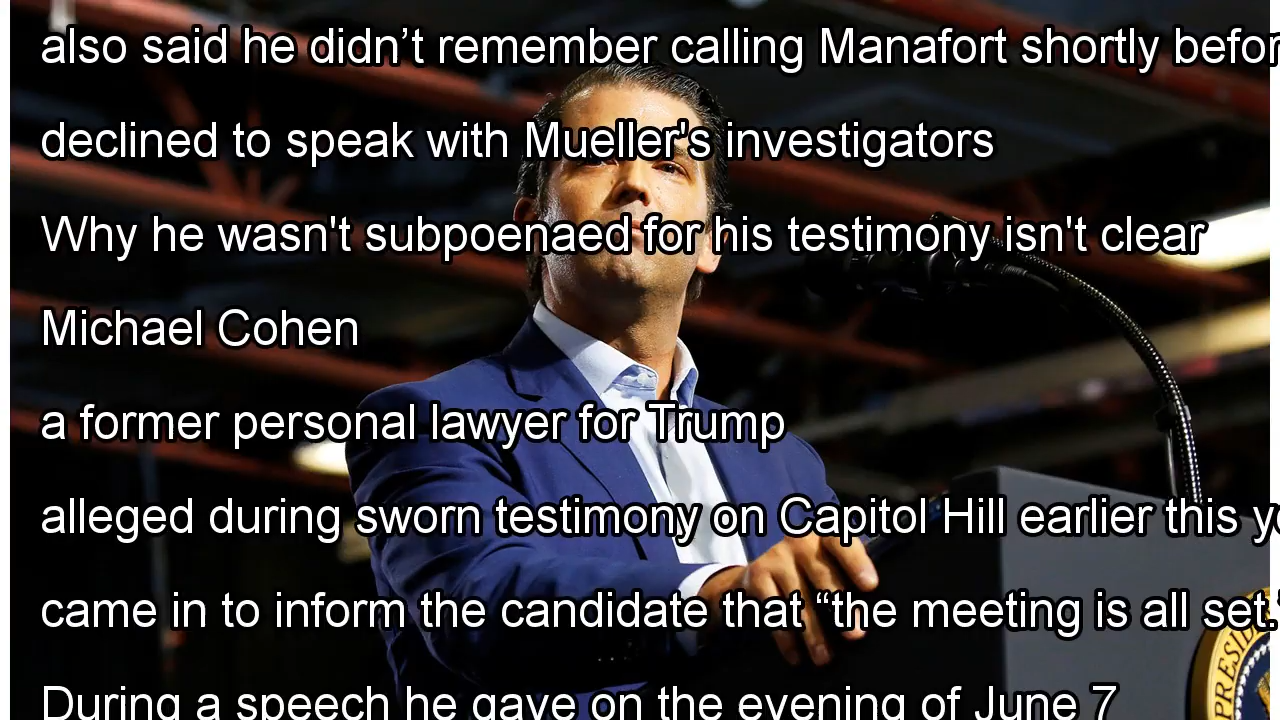 also said he didn’t remember calling Manafort shortly
declined to speak with Mueller's investigators
Why he wasn't subpoenaed for his testimony isn't clear
Michael Cohen
a former personal lawyer for Trump
alleged during sworn testimony on Capitol Hill earlier this
came in to inform the candidate that “the meeting is all set.
During a speech he gave on the evening of June 7